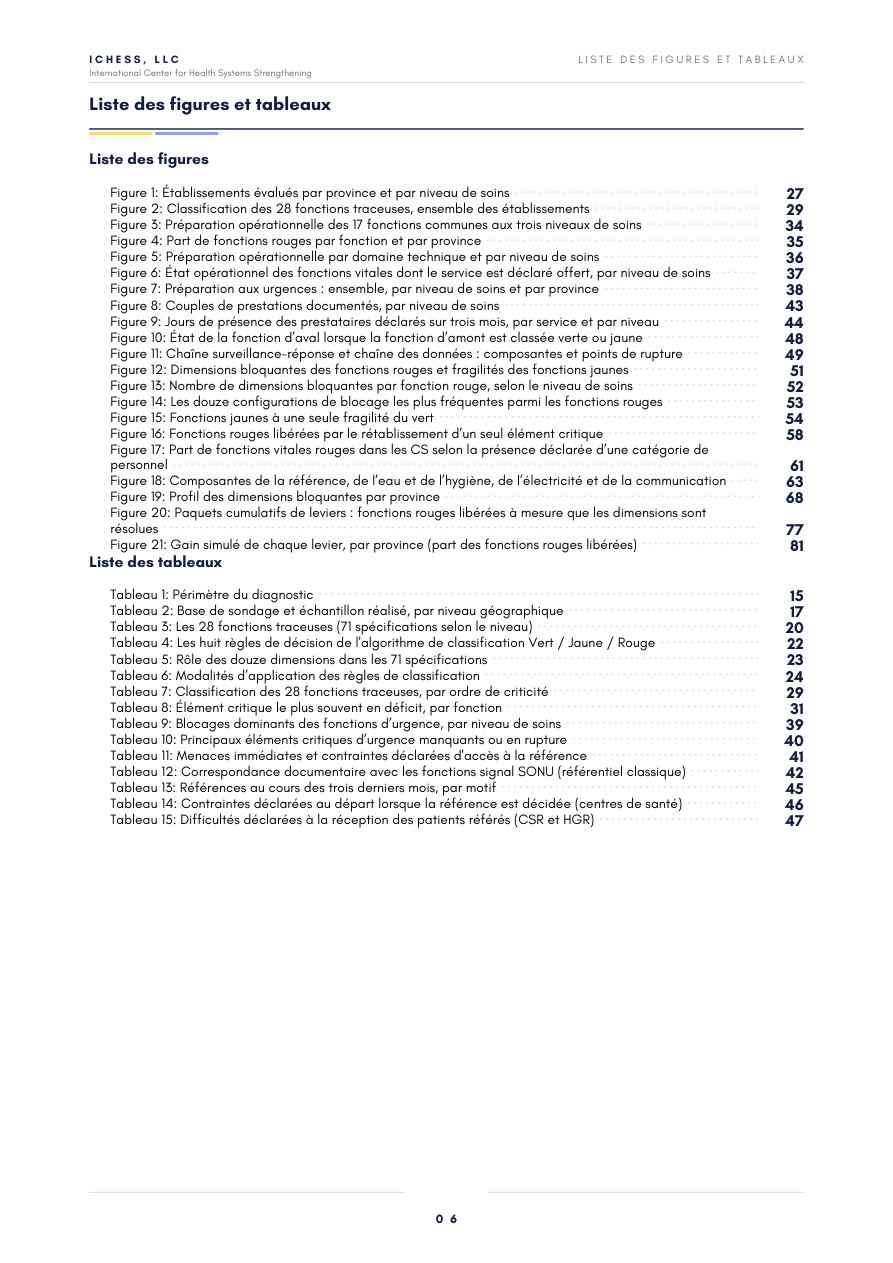 ICHESS, LLC
International Center for Health Systems Strengthening
LISTE DES FIGURES ET TABLEAUX
Liste des figures et tableaux
Liste des figures
Figure 1: Établissements évalués par province et par niveau de soins 27
Figure 2: Classification des 28 fonctions traceuses, ensemble des établissements 29
Figure 3: Préparation opérationnelle des 17 fonctions communes aux trois niveaux de soins 34
Figure 4: Part de fonctions rouges par fonction et par province 35
Figure 5: Préparation opérationnelle par domaine technique et par niveau de soins 36
Figure 6: État opérationnel des fonctions vitales dont le service est déclaré offert, par niveau de soins 37
Figure 7: Préparation aux urgences : ensemble, par niveau de soins et par province 38
Figure 8: Couples de prestations documentés, par niveau de soins 43
Figure 9: Jours de présence des prestataires déclarés sur trois mois, par service et par niveau 44
Figure 10: État de la fonction d’aval lorsque la fonction d’amont est classée verte ou jaune 48
Figure 11: Chaîne surveillance-réponse et chaîne des données : composantes et points de rupture 49
Figure 12: Dimensions bloquantes des fonctions rouges et fragilités des fonctions jaunes 51
Figure 13: Nombre de dimensions bloquantes par fonction rouge, selon le niveau de soins 52
Figure 14: Les douze configurations de blocage les plus fréquentes parmi les fonctions rouges 53
Figure 15: Fonctions jaunes à une seule fragilité du vert 54
Figure 16: Fonctions rouges libérées par le rétablissement d’un seul élément critique 58
Figure 17: Part de fonctions vitales rouges dans les CS selon la présence déclarée d’une catégorie de
personnel 61
Figure 18: Composantes de la référence, de l’eau et de l’hygiène, de l’électricité et de la communication 63
Figure 19: Profil des dimensions bloquantes par province 68
Figure 20: Paquets cumulatifs de leviers : fonctions rouges libérées à mesure que les dimensions sont
résolues 77
Figure 21: Gain simulé de chaque levier, par province (part des fonctions rouges libérées) 81
Liste des tableaux
Tableau 1: Périmètre du diagnostic 15
Tableau 2: Base de sondage et échantillon réalisé, par niveau géographique 17
Tableau 3: Les 28 fonctions traceuses (71 spécifications selon le niveau) 20
Tableau 4: Les huit règles de décision de l'algorithme de classification Vert / Jaune / Rouge 22
Tableau 5: Rôle des douze dimensions dans les 71 spécifications 23
Tableau 6: Modalités d’application des règles de classification 24
Tableau 7: Classification des 28 fonctions traceuses, par ordre de criticité 29
Tableau 8: Élément critique le plus souvent en déficit, par fonction 31
Tableau 9: Blocages dominants des fonctions d’urgence, par niveau de soins 39
Tableau 10: Principaux éléments critiques d’urgence manquants ou en rupture 40
Tableau 11: Menaces immédiates et contraintes déclarées d'accès à la référence 41
Tableau 12: Correspondance documentaire avec les fonctions signal SONU (référentiel classique) 42
Tableau 13: Références au cours des trois derniers mois, par motif 45
Tableau 14: Contraintes déclarées au départ lorsque la référence est décidée (centres de santé) 46
Tableau 15: Difficultés déclarées à la réception des patients référés (CSR et HGR) 47
06